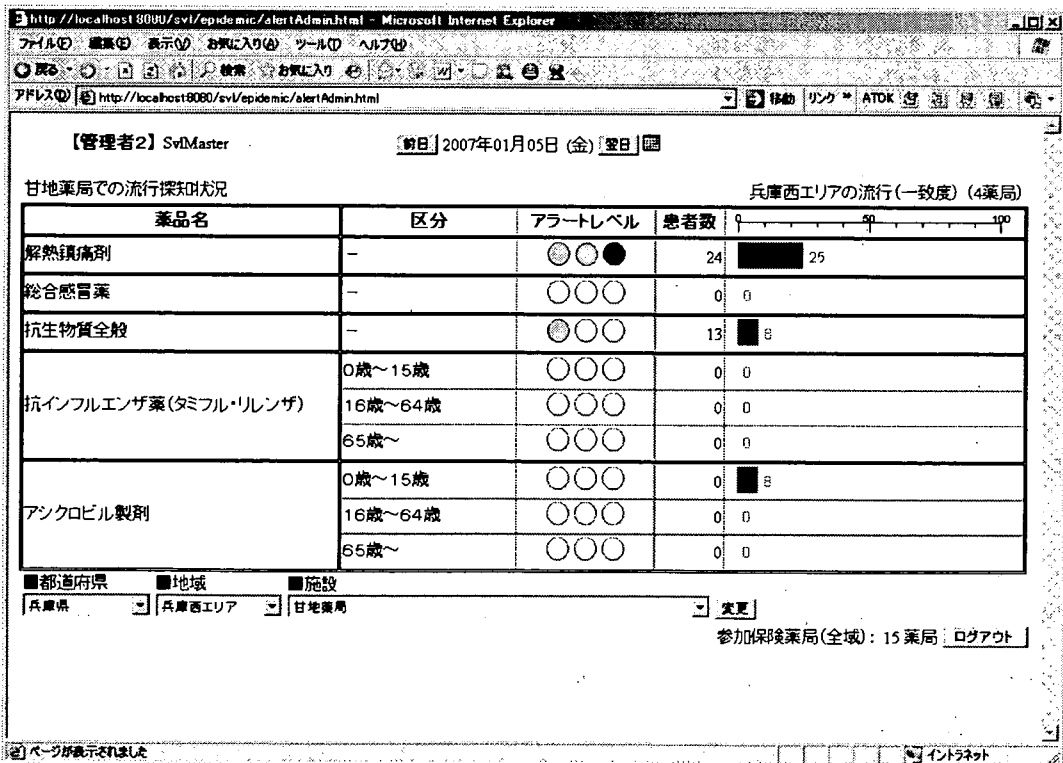 http://localhost:8080/svl/epidemic/alertAdmin.html - Microsoft Internet Explorer
ファイル(F) 編集(E) 表示(V) お気に入り(A) ツール(T) ヘルプ(H)
戻る 検索 お気に入り
アドレス(D) http://localhost:8080/svl/epidemic/alertAdmin.html 移動 リンク » ATOK
【管理者2】 SvlMaster 前日 2007年01月05日 (金) 翌日
甘地薬局での流行探知状況 兵庫西エリアの流行(一致度) (4薬局)
薬品名 区分 アラートレベル 患者数 0 50 100
解熱鎮痛剤 - 24 25
総合感冒薬 - 0 0
抗生物質全般 - 13 8
抗インフルエンザ薬(タミフル・リレンザ) 0歳～15歳 0 0
16歳～64歳 0 0
65歳～ 0 0
アシクロビル製剤 0歳～15歳 0 8
16歳～64歳 0 0
65歳～ 0 0
■都道府県 ■地域 ■施設
兵庫県 兵庫西エリア 甘地薬局 変更
参加保険薬局(全域): 15 薬局 ログアウト
ページが表示されました イントラネット